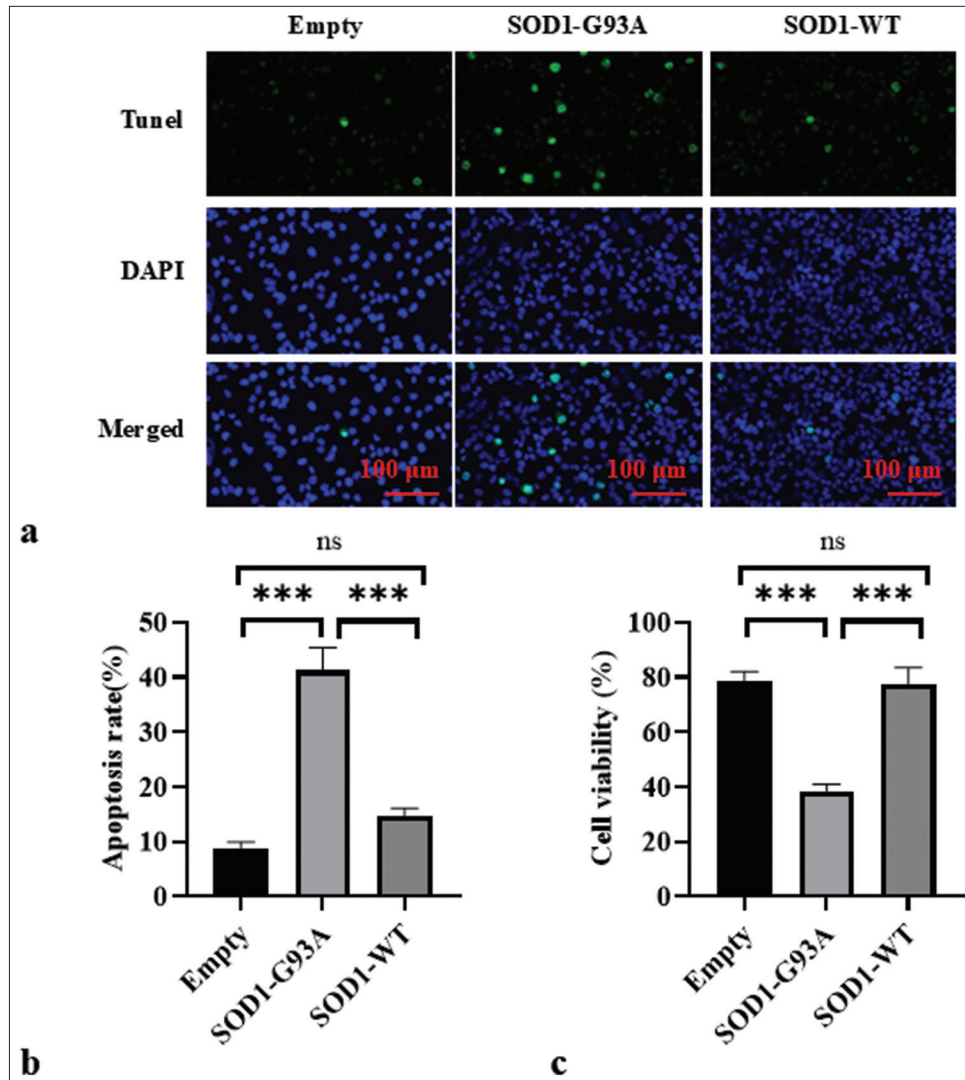 Empty SOD1-G93A SOD1-WT
Tunel
DAPI
Merged
100 µm 100 µm 100 µm
a
ns
*** ***
50
40
30
20
10
0
Apoptosis rate(%)
Empty
SOD1-G93A
SOD1-WT
b
ns
*** ***
100
80
60
40
20
0
Cell viability (%)
Empty
SOD1-G93A
SOD1-WT
c